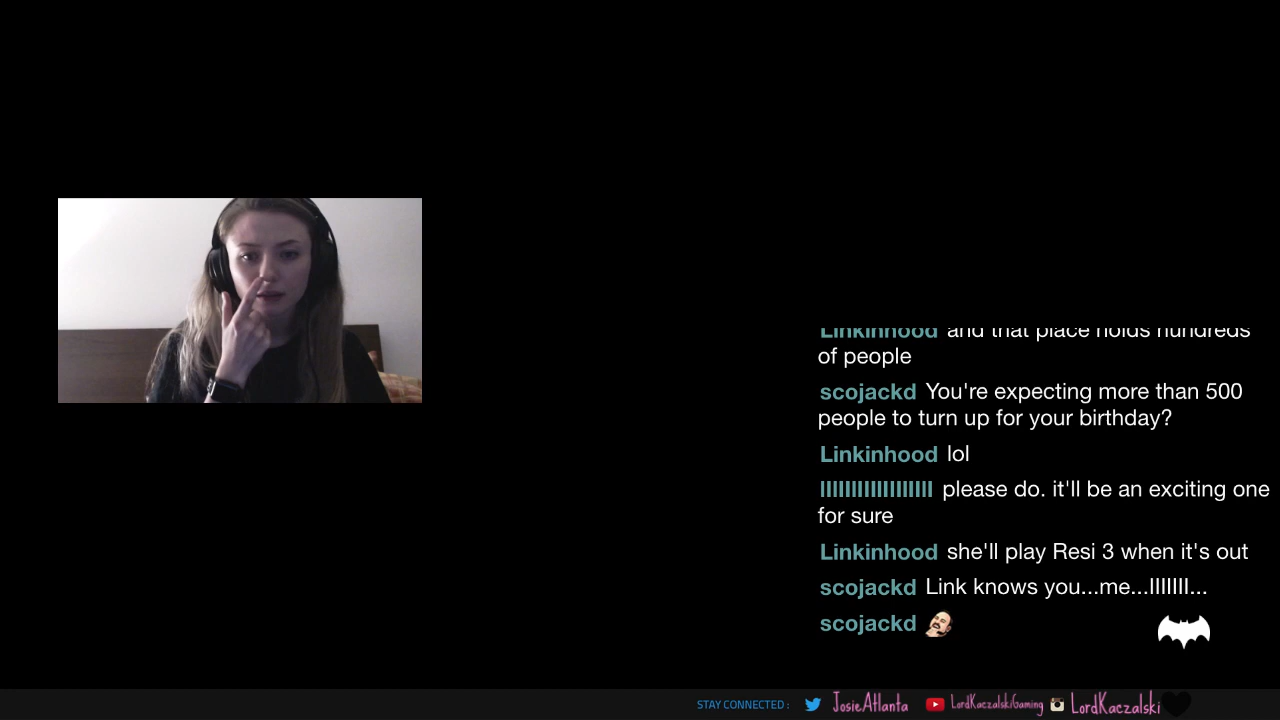 Linkinhood and that place holds hundreds
of people
scojackd You're expecting more than 500
people to turn up for your birthday?
Linkinhood lol
llllllllllllllllll please do. it'll be an exciting one
for sure
Linkinhood she'll play Resi 3 when it's out
scojackd Link knows you...me...lllllll...
scojackd
STAY CONNECTED : JosieAtlanta LordKaczalskiGaming LordKaczalski